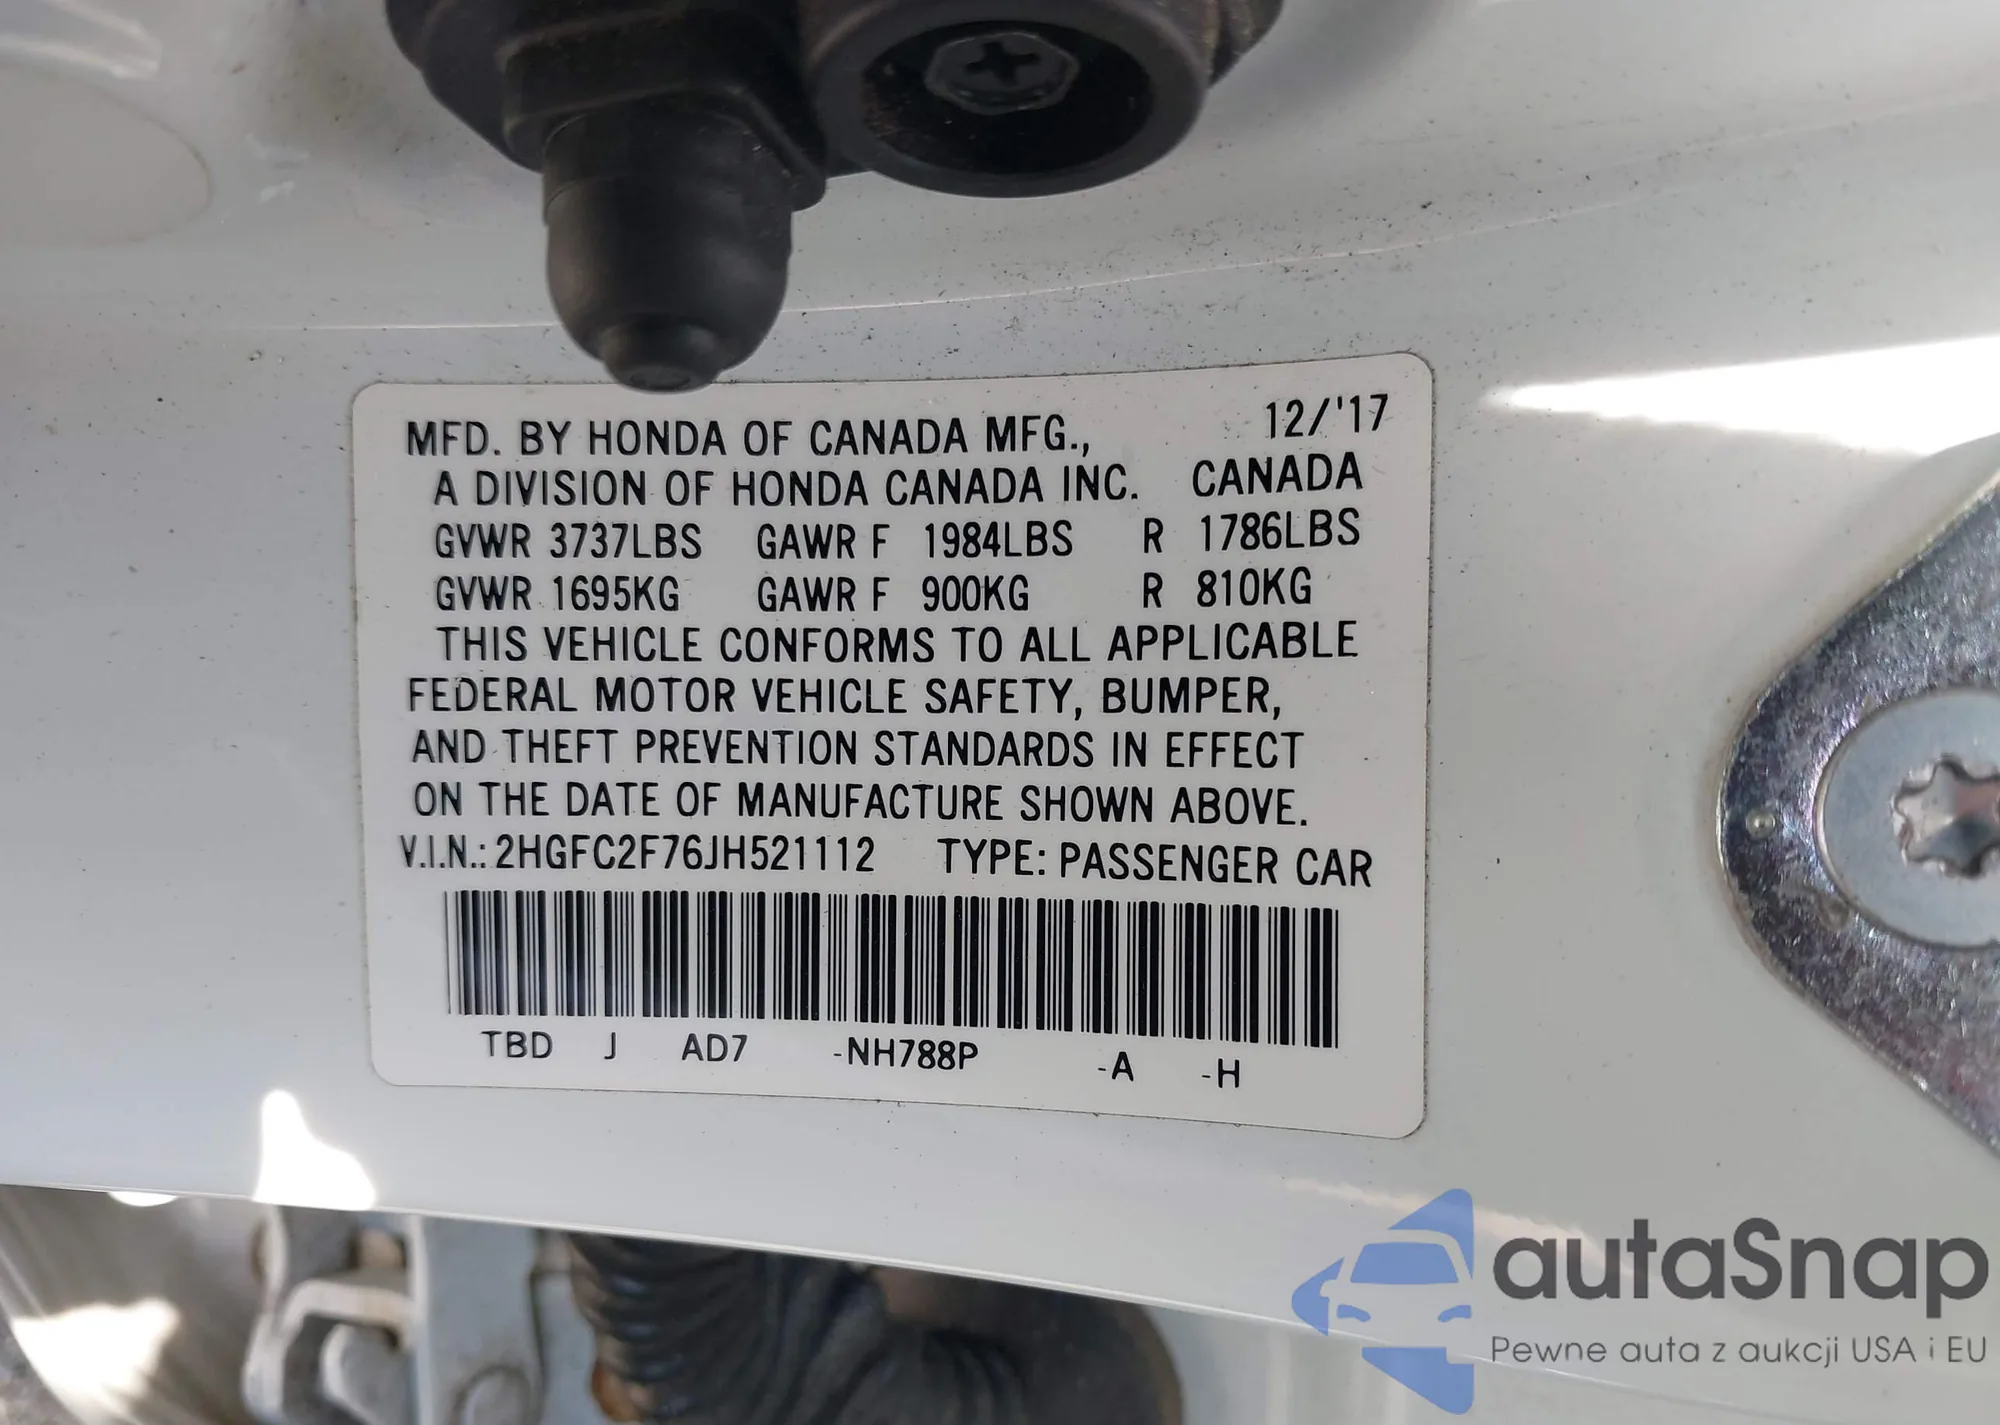 MFD. BY HONDA OF CANADA MFG., 12/'17
A DIVISION OF HONDA CANADA INC. CANADA
GVWR 3737LBS GAWR F 1984LBS R 1786LBS
GVWR 1695KG GAWR F 900KG R 810KG
THIS VEHICLE CONFORMS TO ALL APPLICABLE
FEDERAL MOTOR VEHICLE SAFETY, BUMPER,
AND THEFT PREVENTION STANDARDS IN EFFECT
ON THE DATE OF MANUFACTURE SHOWN ABOVE.
V.I.N.: 2HGFC2F76JH521112 TYPE: PASSENGER CAR
TBD J AD7 -NH788P -A -H
autaSnap
Pewne auta z aukcji USA i EU